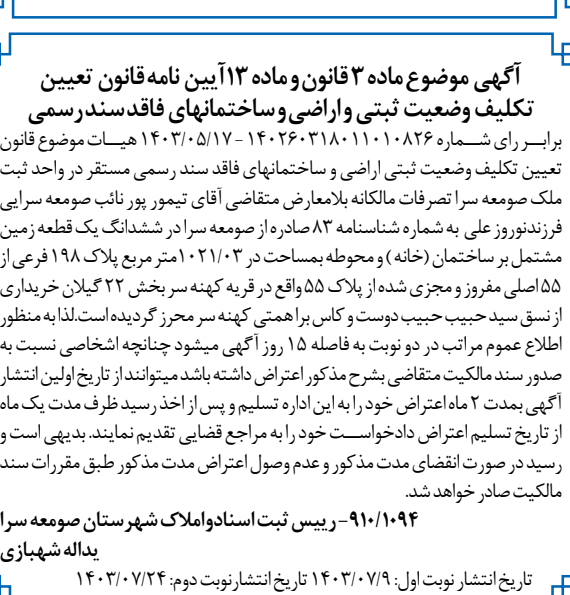 آگهی موضوع ماده ۳ قانون و ماده ۱۳ آیین نامه قانون تعیین
تکلیف وضعیت ثبتی و اراضی و ساختمانهای فاقد سند رسمی
برابر رای شماره ۱۴۰۲۶۰۳۱۸۰۱۱۰۱۰۸۲۶ - ۱۴۰۳/۰۵/۱۷ هیات موضوع قانون
تعیین تکلیف وضعیت ثبتی اراضی و ساختمانهای فاقد سند رسمی مستقر در واحد ثبت
ملک صومعه سرا تصرفات مالکانه بلامعارض متقاضی آقای تیمور پور نائب صومعه سرایی
فرزند نوروز علی به شماره شناسنامه ۸۳ صادره از صومعه سرا در ششدانگ یک قطعه زمین
مشتمل بر ساختمان (خانه) و محوطه بمساحت در ۱۰۲۱/۰۳ متر مربع پلاک ۱۹۸ فرعی از
۵۵ اصلی مفروز و مجزی شده از پلاک ۵۵ واقع در قریه کهنه سر بخش ۲۲ گیلان خریداری
از نسق سید حبیب حبیب دوست و کاس برا همتی کهنه سر محرز گردیده است.لذا به منظور
اطلاع عموم مراتب در دو نوبت به فاصله ۱۵ روز آگهی میشود چنانچه اشخاصی نسبت به
صدور سند مالکیت متقاضی بشرح مذکور اعتراض داشته باشد میتوانند از تاریخ اولین انتشار
آگهی بمدت ۲ ماه اعتراض خود را به این اداره تسلیم و پس از اخذ رسید ظرف مدت یک ماه
از تاریخ تسلیم اعتراض دادخواست خود را به مراجع قضایی تقدیم نمایند. بدیهی است و
رسید در صورت انقضای مدت مذکور و عدم وصول اعتراض مدت مذکور طبق مقررات سند
مالکیت صادر خواهد شد.
۹۱۰/۱۰۹۴- رییس ثبت اسناد و املاک شهرستان صومعه سرا
یداله شهبازی
تاریخ انتشار نوبت اول: ۱۴۰۳/۰۷/۹ تاریخ انتشار نوبت دوم: ۱۴۰۳/۰۷/۲۴